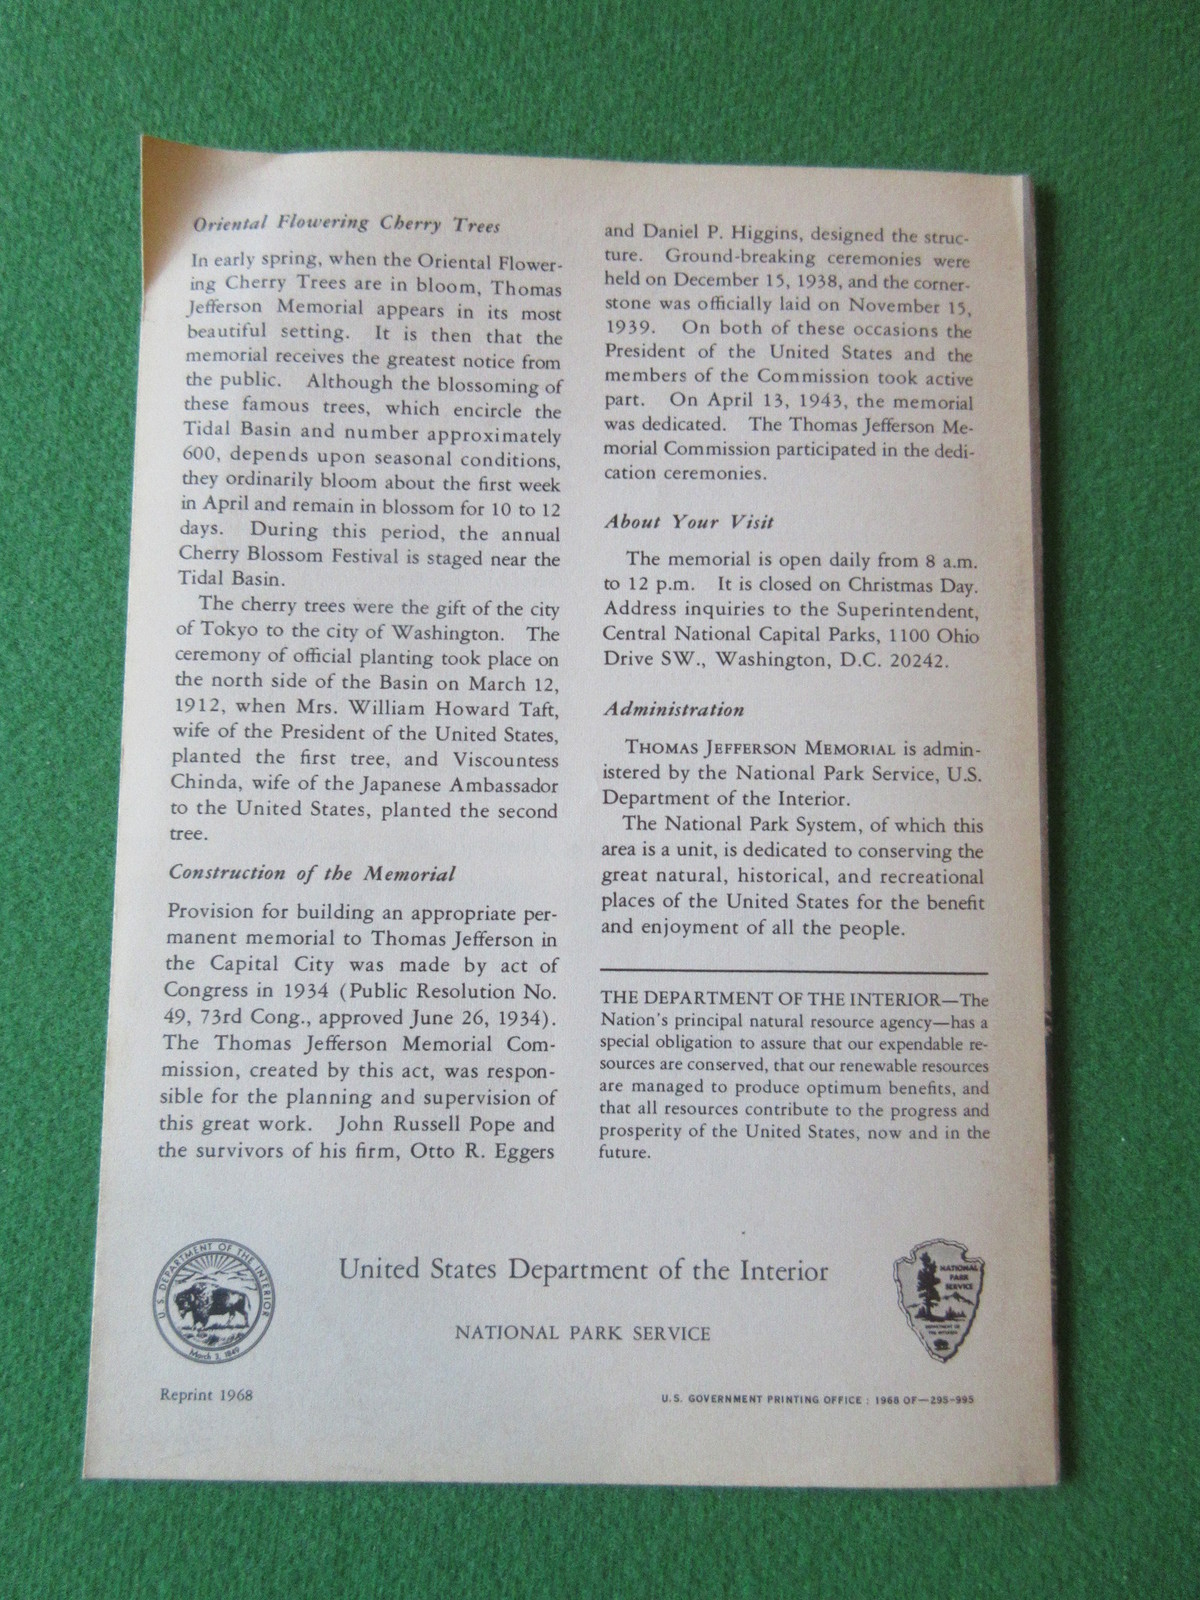 Oriental Flowering Cherry Trees
In early spring, when the Oriental Flower-
ing Cherry Trees are in bloom, Thomas
Jefferson Memorial appears in its most
beautiful setting. It is then that the
memorial receives the greatest notice from
the public. Although the blossoming of
these famous trees, which encircle the
Tidal Basin and number approximately
600, depends upon seasonal conditions,
they ordinarily bloom about the first week
in April and remain in blossom for 10 to 12
days. During this period, the annual
Cherry Blossom Festival is staged near the
Tidal Basin.
The cherry trees were the gift of the city
of Tokyo to the city of Washington. The
ceremony of official planting took place on
the north side of the Basin on March 12,
1912, when Mrs. William Howard Taft,
wife of the President of the United States,
planted the first tree, and Viscountess
Chinda, wife of the Japanese Ambassador
to the United States, planted the second
tree.
Construction of the Memorial
Provision for building an appropriate per-
manent memorial to Thomas Jefferson in
the Capital City was made by act of
Congress in 1934 (Public Resolution No.
49, 73rd Cong., approved June 26, 1934).
The Thomas Jefferson Memorial Com-
mission, created by this act, was respon-
sible for the planning and supervision of
this great work. John Russell Pope and
the survivors of his firm, Otto R. Eggers
and Daniel P. Higgins, designed the struc-
ture. Ground-breaking ceremonies were
held on December 15, 1938, and the corner-
stone was officially laid on November 15,
1939. On both of these occasions the
President of the United States and the
members of the Commission took active
part. On April 13, 1943, the memorial
was dedicated. The Thomas Jefferson Me-
morial Commission participated in the dedi-
cation ceremonies.
About Your Visit
The memorial is open daily from 8 a.m.
to 12 p.m. It is closed on Christmas Day.
Address inquiries to the Superintendent,
Central National Capital Parks, 1100 Ohio
Drive SW., Washington, D.C. 20242.
Administration
THOMAS JEFFERSON MEMORIAL is admin-
istered by the National Park Service, U.S.
Department of the Interior.
The National Park System, of which this
area is a unit, is dedicated to conserving the
great natural, historical, and recreational
places of the United States for the benefit
and enjoyment of all the people.
THE DEPARTMENT OF THE INTERIOR—The
Nation's principal natural resource agency—has a
special obligation to assure that our expendable re-
sources are conserved, that our renewable resources
are managed to produce optimum benefits, and
that all resources contribute to the progress and
prosperity of the United States, now and in the
future.
U. S. DEPARTMENT OF THE INTERIOR
March 3, 1849
United States Department of the Interior
NATIONAL PARK SERVICE
NATIONAL
PARK
SERVICE
DEPARTMENT OF
THE INTERIOR
Reprint 1968
U.S. GOVERNMENT PRINTING OFFICE : 1968 OF—295-995